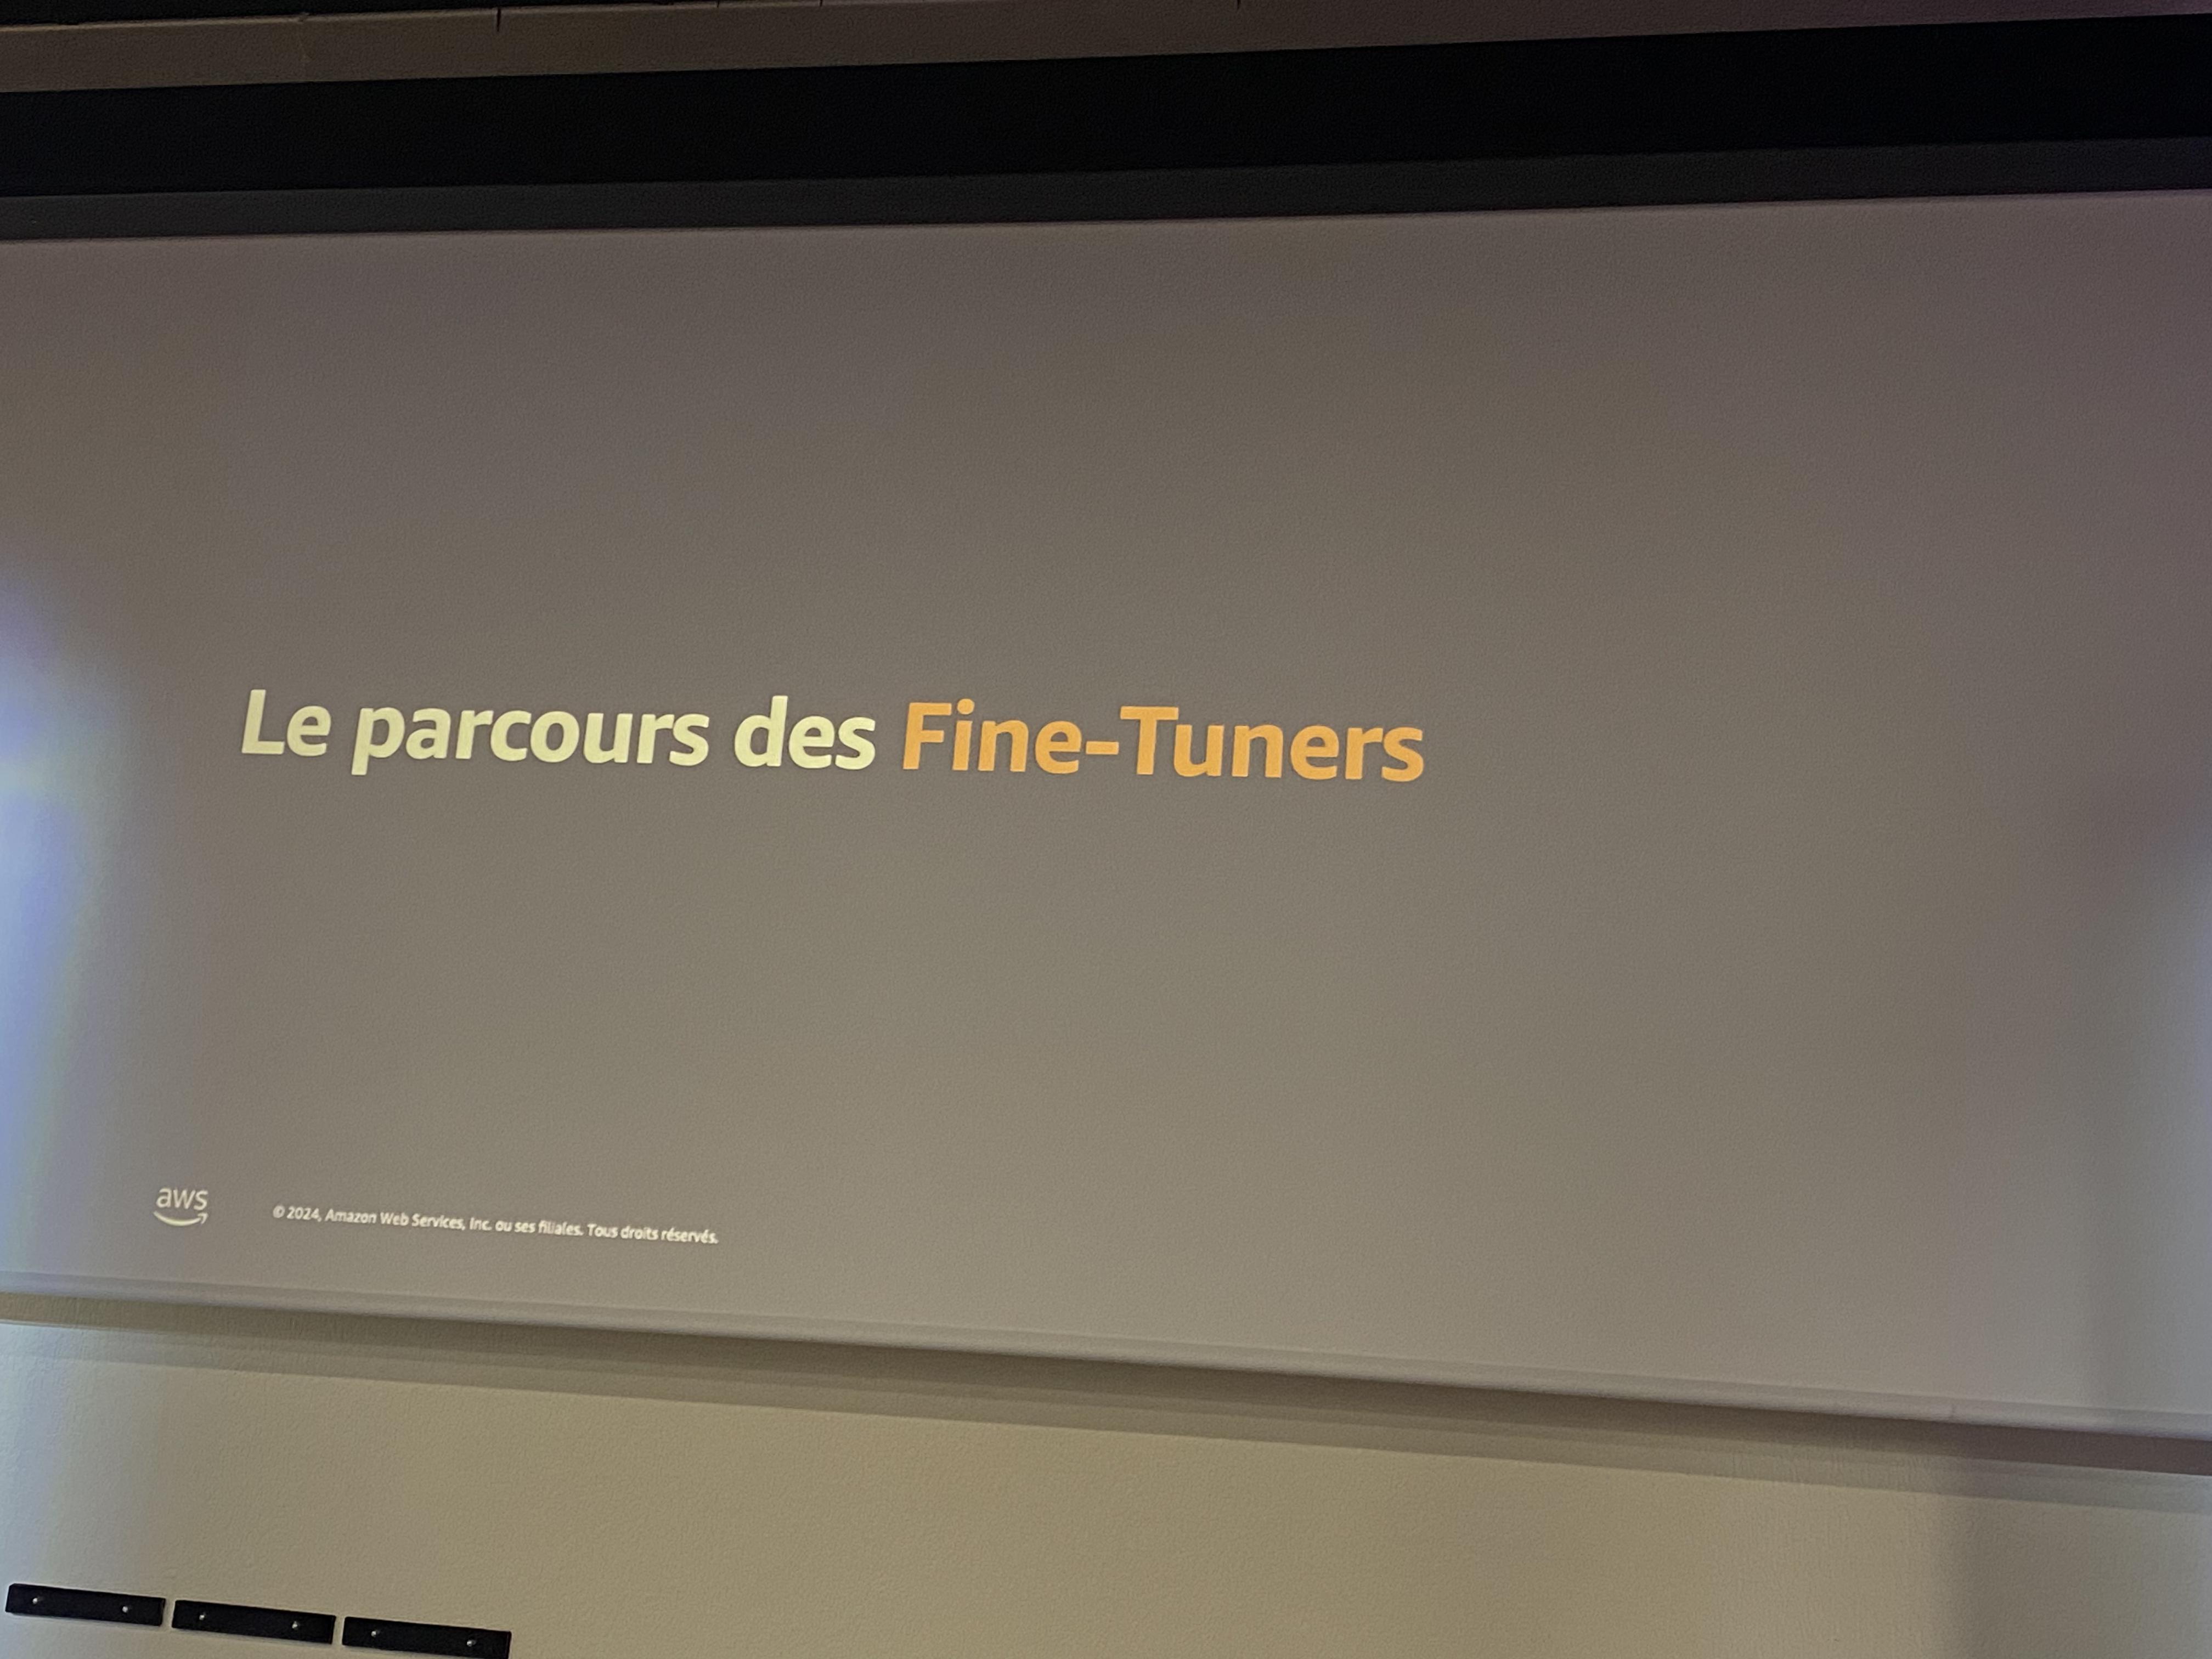 Le parcours des Fine-Tuners
aws
© 2024, Amazon Web Services, Inc. ou ses filiales. Tous droits réservés.